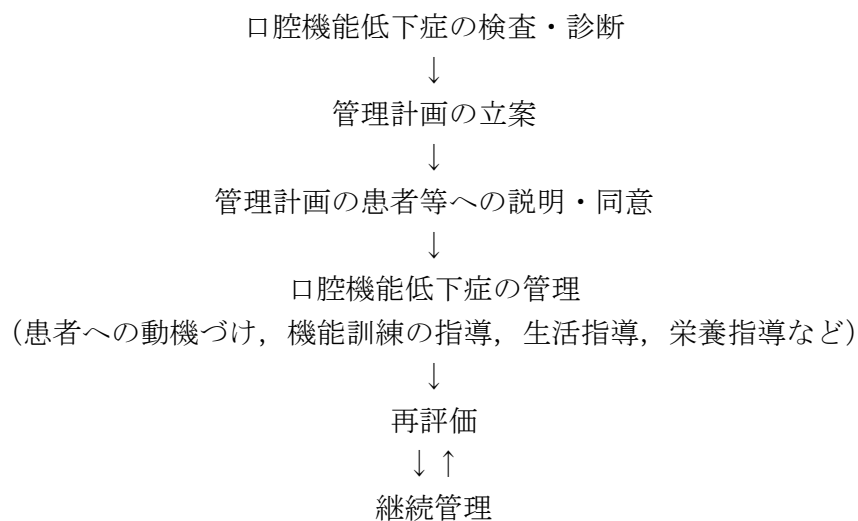 口腔機能低下症の検査・診断
↓
管理計画の立案
↓
管理計画の患者等への説明・同意
↓
口腔機能低下症の管理
（患者への動機づけ，機能訓練の指導，生活指導，栄養指導など）
↓
再評価
↓↑
継続管理